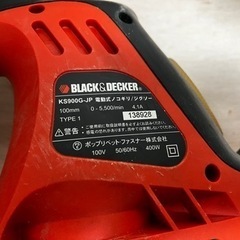 BLACK&DECKER
KS900G-JP 電動式ノコギリ/ジグソー
100mm 0 - 5,500/min 4.1A
TYPE 1 138928
警告
ポップリベット ファスナー株式会社
100V 50/60Hz 400W